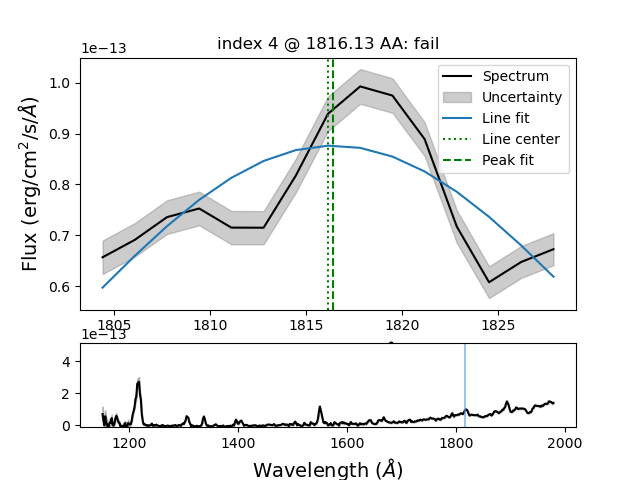 index 4 @ 1816.13 AA: fail
1e−13
Flux (erg/cm²/s/Å)
1.0
0.9
0.8
0.7
0.6
Spectrum
Uncertainty
Line fit
Line center
Peak fit
1805 1810 1815 1820 1825
1e−13
4
2
0
1200 1400 1600 1800 2000
Wavelength (Å)